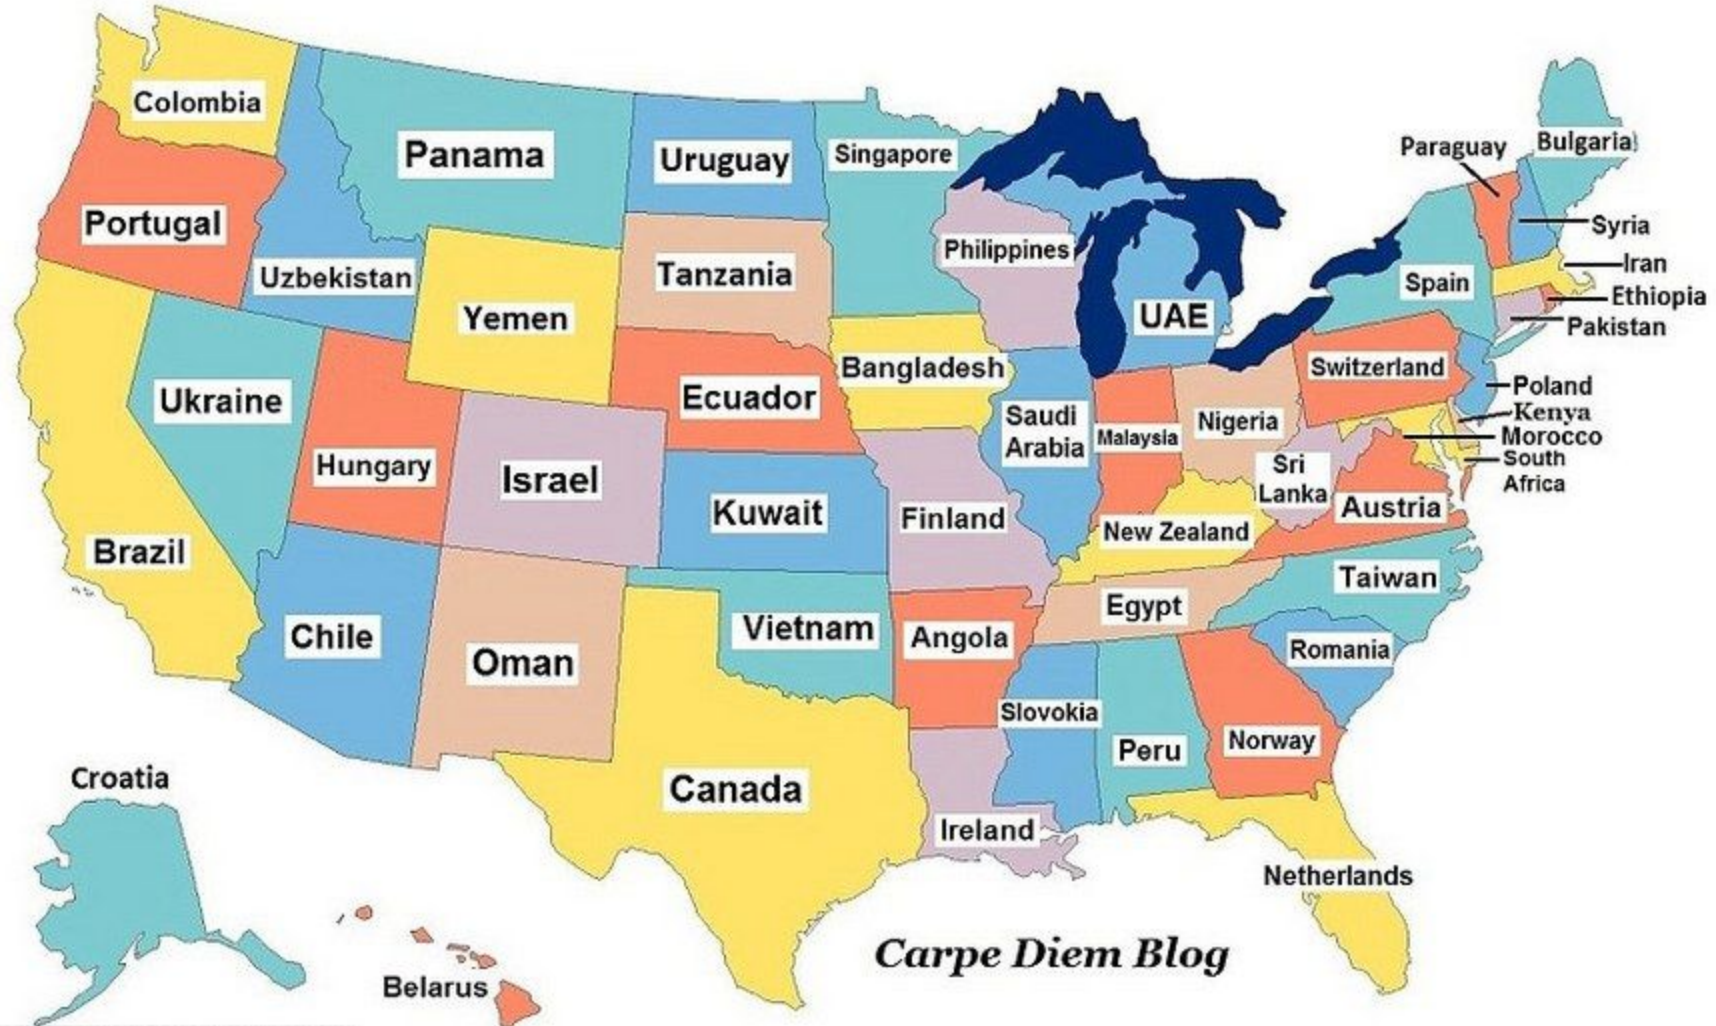 Colombia
Panama
Uruguay
Singapore
Paraguay
Bulgaria
Portugal
Uzbekistan
Tanzania
Philippines
Syria
Iran
Spain
Ethiopia
Pakistan
Yemen
UAE
Ukraine
Ecuador
Bangladesh
Switzerland
Poland
Kenya
Morocco
South
Africa
Hungary
Israel
Saudi
Arabia
Malaysia
Nigeria
Sri
Lanka
Austria
Brazil
Kuwait
Finland
New Zealand
Taiwan
Chile
Oman
Vietnam
Angola
Egypt
Romania
Slovokia
Peru
Norway
Croatia
Canada
Ireland
Netherlands
Belarus
Carpe Diem Blog